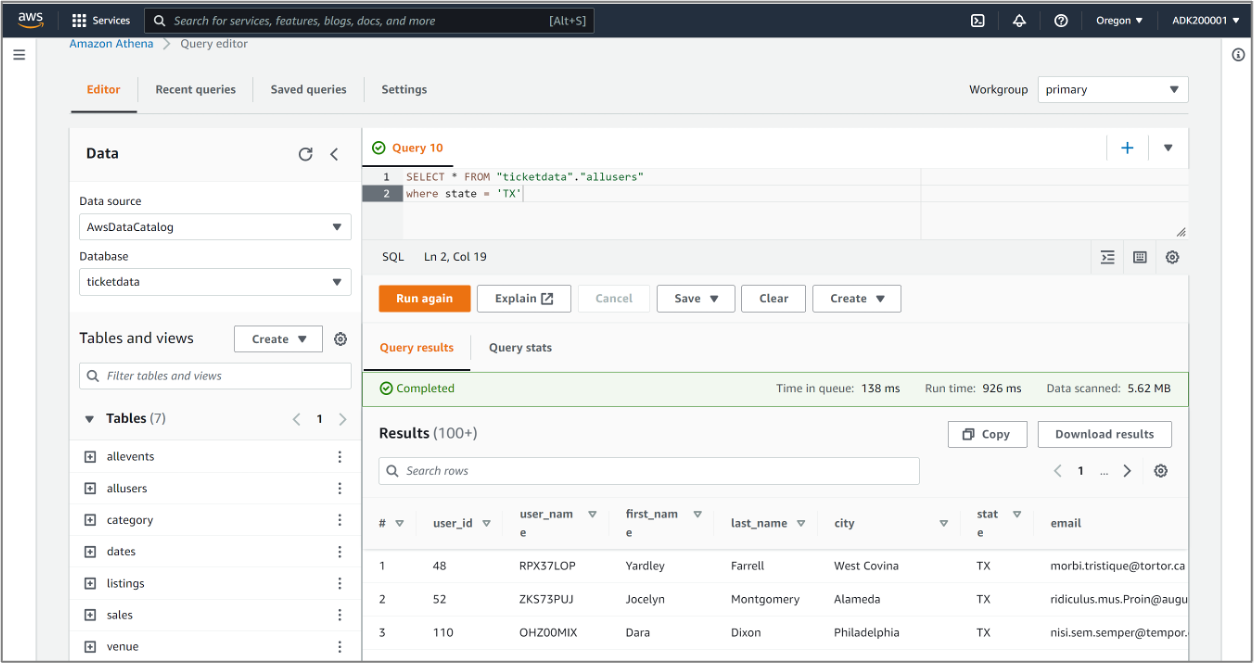 aws
Services
Search for services, features, blogs, docs, and more [Alt+S]
Oregon ▼
ADK200001 ▼
Amazon Athena > Query editor
Editor Recent queries Saved queries Settings
Workgroup primary
Data
Query 10
1 SELECT * FROM "ticketdata"."allusers"
2 where state = 'TX'
Data source
AwsDataCatalog
Database
ticketdata
SQL Ln 2, Col 19
Run again Explain Cancel Save ▼ Clear Create ▼
Tables and views Create ▼
Filter tables and views
Query results Query stats
Completed Time in queue: 138 ms Run time: 926 ms Data scanned: 5.62 MB
Tables (7) < 1 >
allevents
allusers
category
dates
listings
sales
venue
Results (100+) Copy Download results
Search rows < 1 ... >
# user_id user_nam
e first_nam
e last_name city stat
e email
1 48 RPX37LOP Yardley Farrell West Covina TX morbi.tristique@tortor.ca
2 52 ZKS73PUJ Jocelyn Montgomery Alameda TX ridiculus.mus.Proin@augu
3 110 OHZ00MIX Dara Dixon Philadelphia TX nisi.sem.semper@tempor.